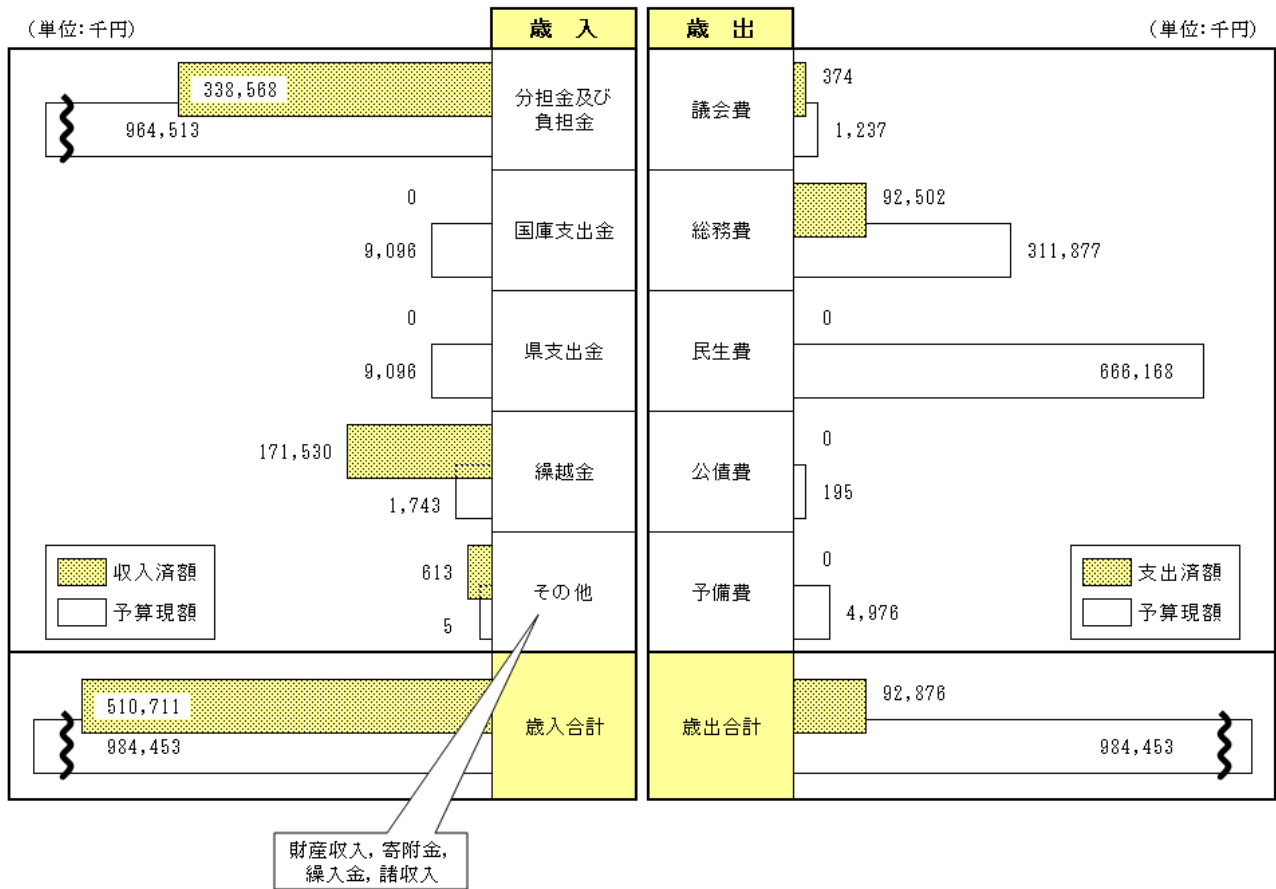 (単位：千円)
歳 入
338,568
964,513
分担金及び
負担金
0
9,096
国庫支出金
0
9,096
県支出金
171,530
1,743
繰越金
613
5
その他
収入済額
予算現額
510,711
984,453
歳入合計
財産収入，寄附金，
繰入金，諸収入
歳 出
(単位：千円)
議会費
374
1,237
総務費
92,502
311,877
民生費
0
666,168
公債費
0
195
予備費
0
4,976
支出済額
予算現額
歳出合計
92,876
984,453